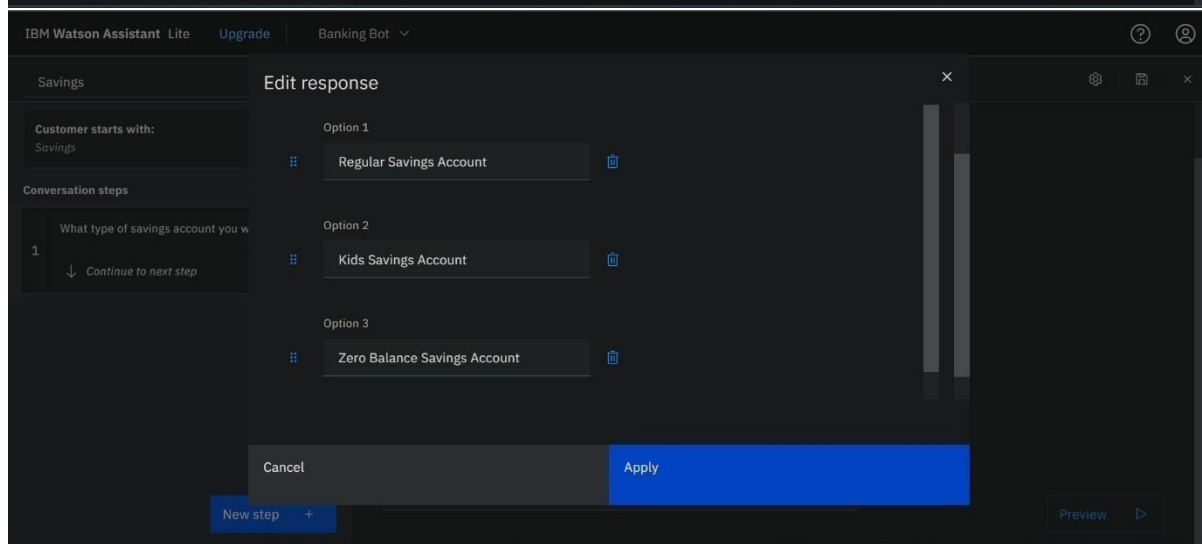 IBM Watson Assistant Lite Upgrade Banking Bot
Savings
Customer starts with:
Savings
Conversation steps
1
What type of savings account you w
Continue to next step
New step +
Edit response
Option 1
Regular Savings Account
Option 2
Kids Savings Account
Option 3
Zero Balance Savings Account
Cancel
Apply
Preview